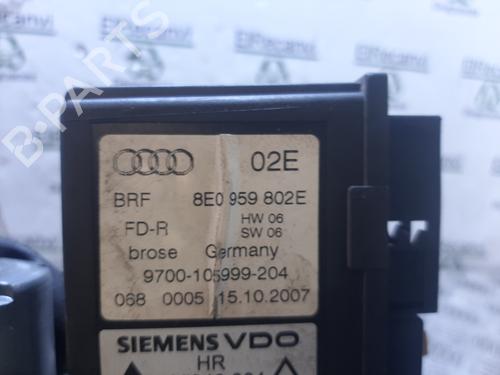 B-PARTS
ElRecanvi
02E
BRF 8E0 959 802E
FD-R HW 06
SW 06
brose Germany
9700-105999-204
068 0005 15.10.2007
SIEMENS VDO
HR